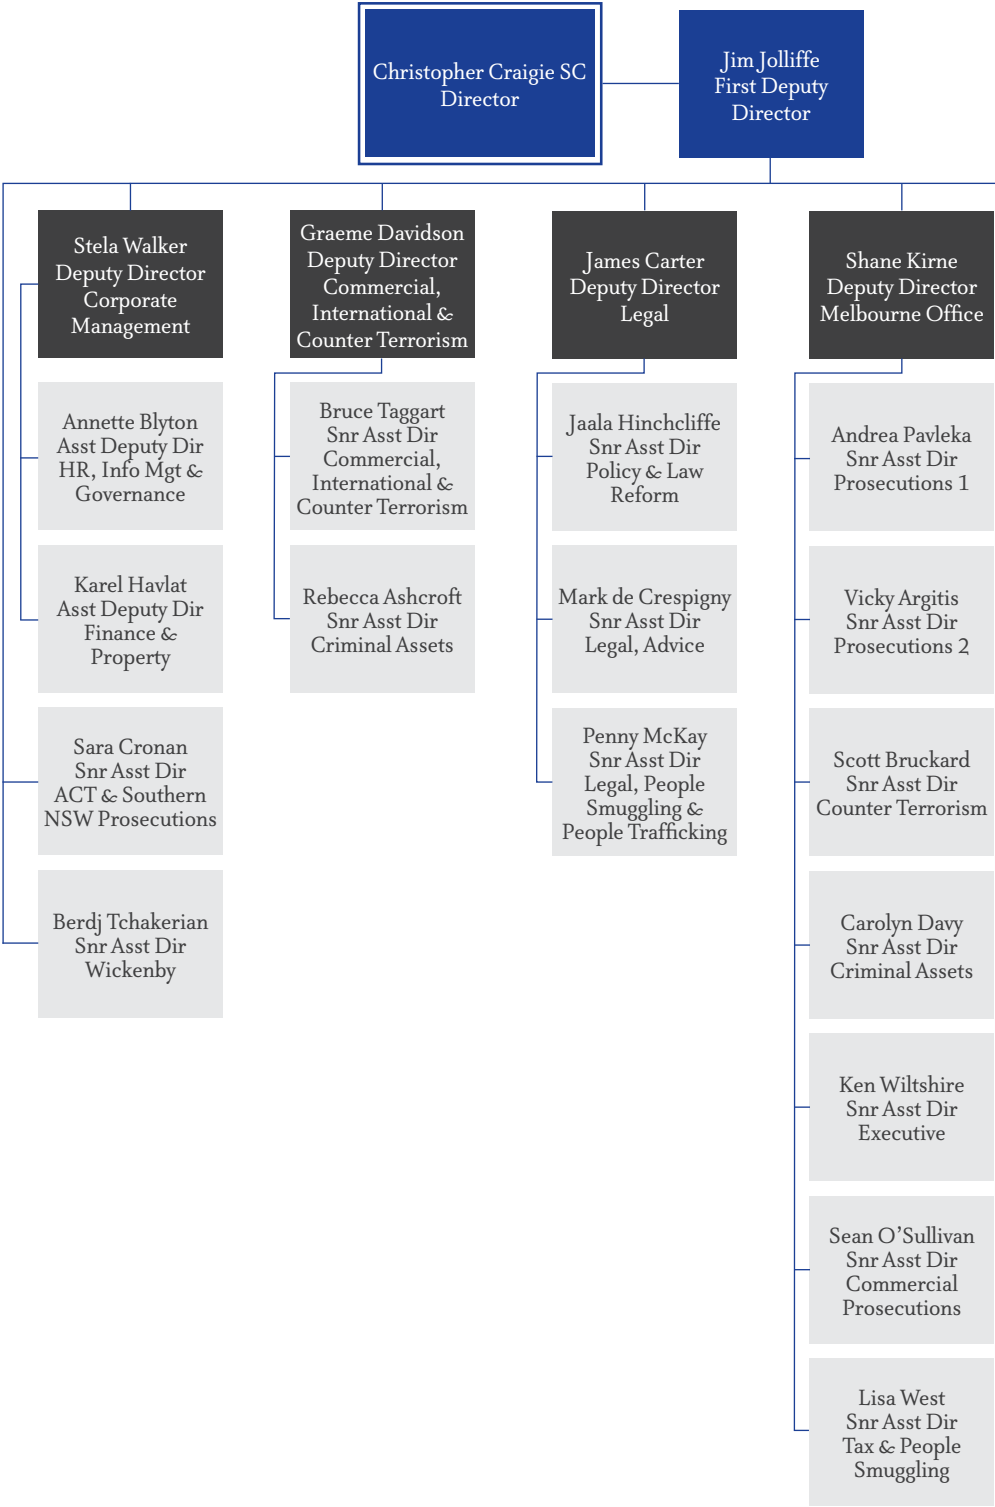 Christopher Craigie SC
Director
Jim Jolliffe
First Deputy
Director
Stela Walker
Deputy Director
Corporate
Management
Graeme Davidson
Deputy Director
Commercial,
International &
Counter Terrorism
James Carter
Deputy Director
Legal
Shane Kirne
Deputy Director
Melbourne Office
Annette Blyton
Asst Deputy Dir
HR, Info Mgt &
Governance
Karel Havlat
Asst Deputy Dir
Finance &
Property
Sara Cronan
Snr Asst Dir
ACT & Southern
NSW Prosecutions
Berdj Tchakerian
Snr Asst Dir
Wickenby
Bruce Taggart
Snr Asst Dir
Commercial,
International &
Counter Terrorism
Rebecca Ashcroft
Snr Asst Dir
Criminal Assets
Jaala Hinchcliffe
Snr Asst Dir
Policy & Law
Reform
Mark de Crespigny
Snr Asst Dir
Legal, Advice
Penny McKay
Snr Asst Dir
Legal, People
Smuggling &
People Trafficking
Andrea Pavleka
Snr Asst Dir
Prosecutions 1
Vicky Argitis
Snr Asst Dir
Prosecutions 2
Scott Bruckard
Snr Asst Dir
Counter Terrorism
Carolyn Davy
Snr Asst Dir
Criminal Assets
Ken Wiltshire
Snr Asst Dir
Executive
Sean O’Sullivan
Snr Asst Dir
Commercial
Prosecutions
Lisa West
Snr Asst Dir
Tax & People
Smuggling